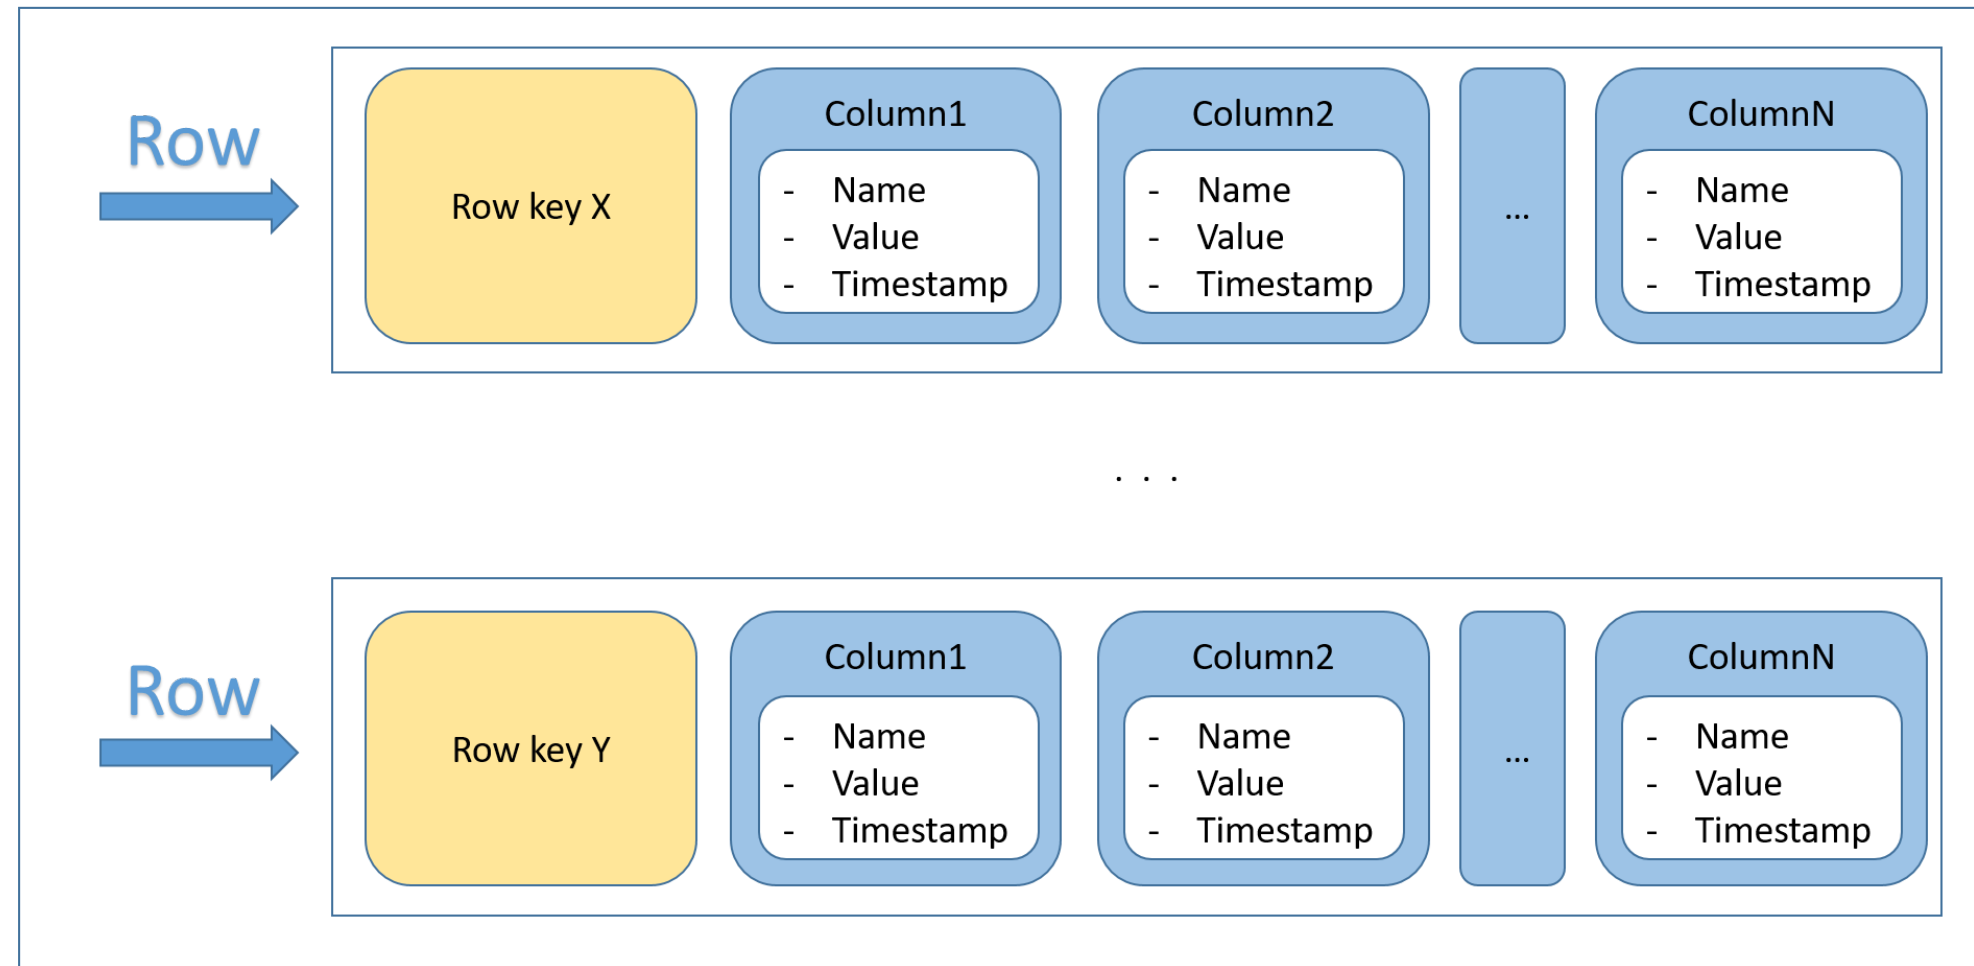 Row
Row key X
Column1
- Name
- Value
- Timestamp
Column2
- Name
- Value
- Timestamp
...
ColumnN
- Name
- Value
- Timestamp
. . .
Row
Row key Y
Column1
- Name
- Value
- Timestamp
Column2
- Name
- Value
- Timestamp
...
ColumnN
- Name
- Value
- Timestamp